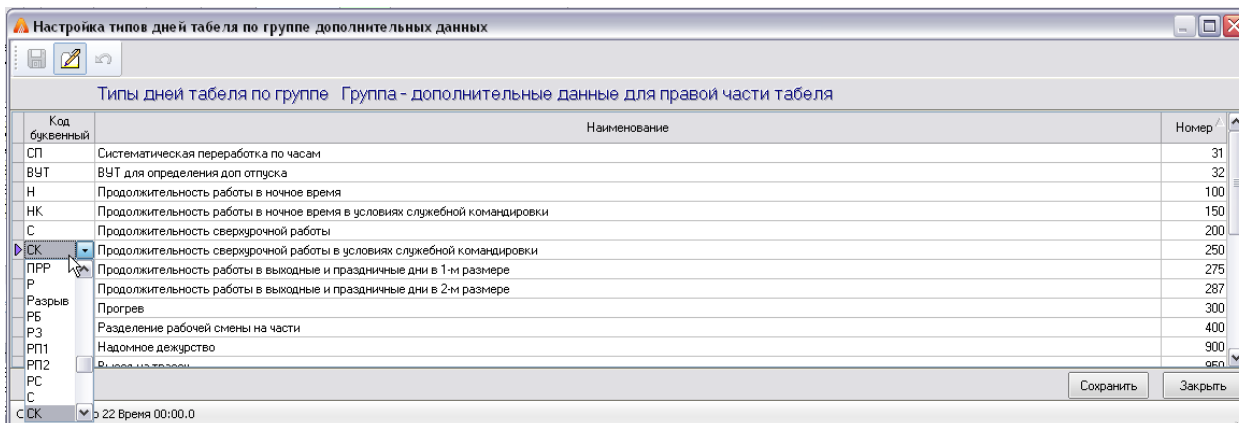 Настройка типов дней табеля по группе дополнительных данных
Типы дней табеля по группе Группа - дополнительные данные для правой части табеля
Код буквенный Наименование Номер
СП Систематическая переработка по часам 31
ВУТ ВУТ для определения доп отпуска 32
Н Продолжительность работы в ночное время 100
НК Продолжительность работы в ночное время в условиях служебной командировки 150
С Продолжительность сверхурочной работы 200
СК Продолжительность сверхурочной работы в условиях служебной командировки 250
ПРР Продолжительность работы в выходные и праздничные дни в 1-м размере 275
Р Продолжительность работы в выходные и праздничные дни в 2-м размере 287
Разрыв Прогрев 300
РБ
РЗ Разделение рабочей смены на части 400
РП1 Надомное дежурство 900
РП2 950
РС
Сохранить Закрыть
С
СК 22 Время 00:00.0